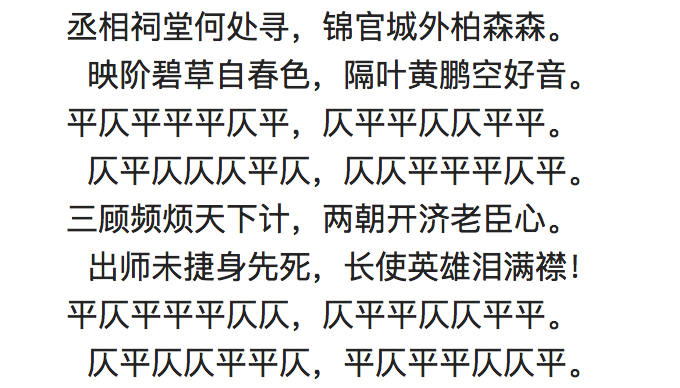 丞相祠堂何处寻，锦官城外柏森森。
映阶碧草自春色，隔叶黄鹏空好音。
平仄平平平仄平，仄平平仄仄平平。
仄平仄仄仄平仄，仄仄平平平仄平。
三顾频烦天下计，两朝开济老臣心。
出师未捷身先死，长使英雄泪满襟！
平仄平平平仄仄，仄平平仄仄平平。
仄平仄仄平平仄，平仄平平仄仄平。